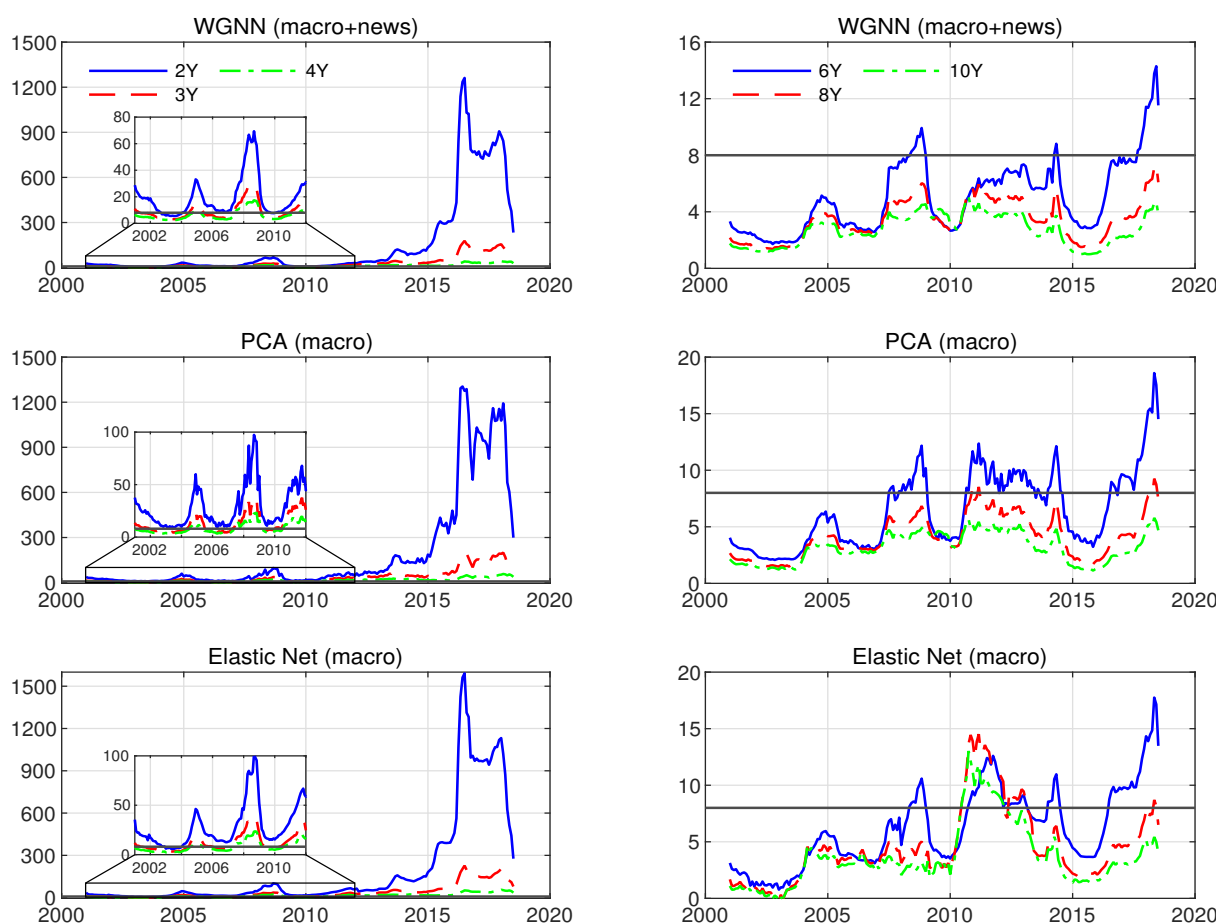 WGNN (macro+news)
1500
1200
900
600
300
0
2Y
4Y
3Y
80
60
40
20
0
2002 2006 2010
2000 2005 2010 2015 2020
WGNN (macro+news)
16
12
8
4
0
6Y
10Y
8Y
2000 2005 2010 2015 2020
PCA (macro)
1500
1200
900
600
300
0
100
50
0
2002 2006 2010
2000 2005 2010 2015 2020
PCA (macro)
20
15
10
5
0
2000 2005 2010 2015 2020
Elastic Net (macro)
1500
1200
900
600
300
0
100
50
0
2002 2006 2010
2000 2005 2010 2015 2020
Elastic Net (macro)
20
15
10
5
0
2000 2005 2010 2015 2020